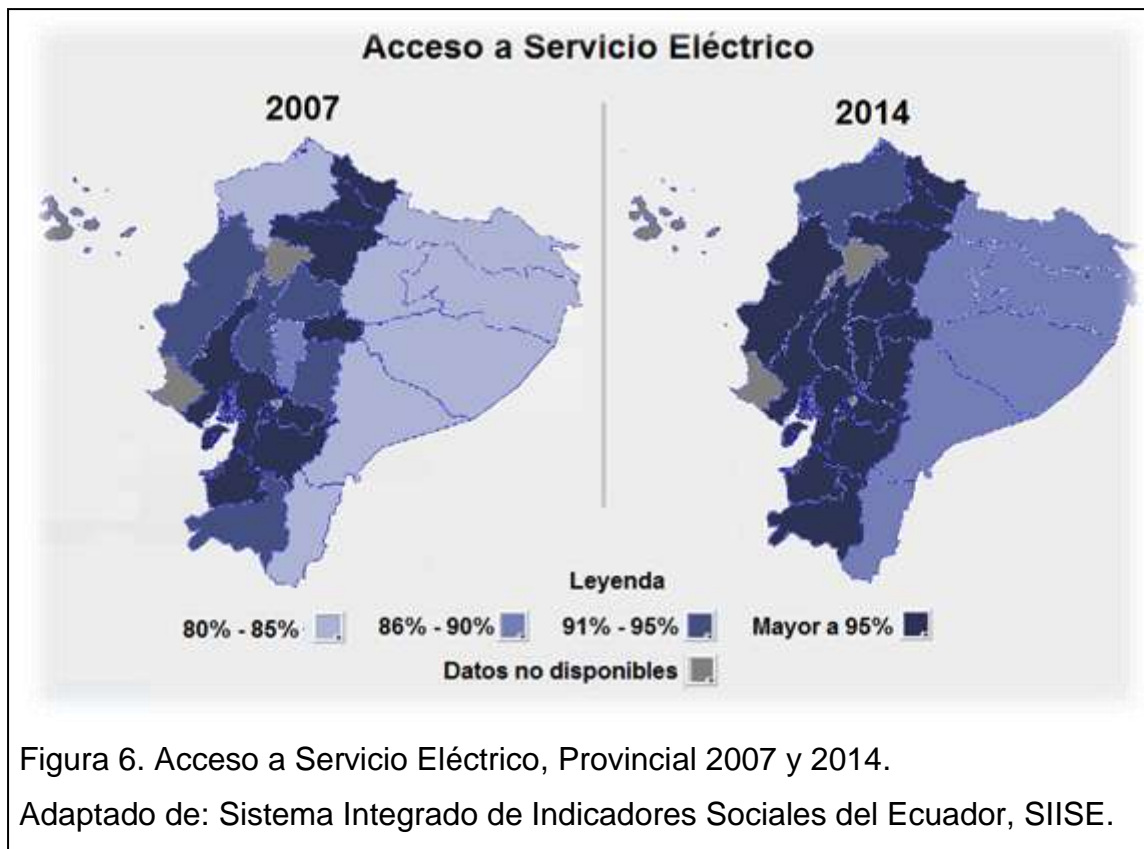 Acceso a Servicio Eléctrico
2007
2014
Leyenda
80% - 85%
86% - 90%
91% - 95%
Mayor a 95%
Datos no disponibles
Figura 6. Acceso a Servicio Eléctrico, Provincial 2007 y 2014.
Adaptado de: Sistema Integrado de Indicadores Sociales del Ecuador, SIISE.